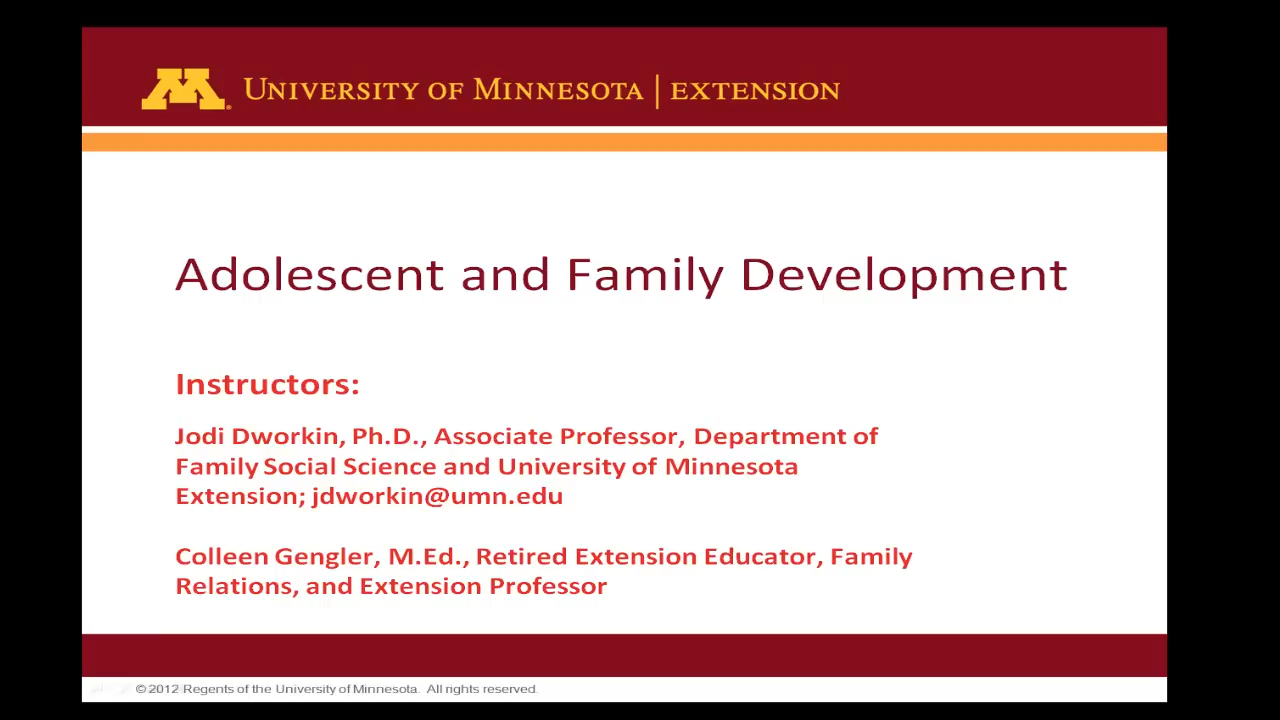 M
UNIVERSITY OF MINNESOTA | EXTENSION
Adolescent and Family Development
Instructors:
Jodi Dworkin, Ph.D., Associate Professor, Department of
Family Social Science and University of Minnesota
Extension; jdworkin@umn.edu
Colleen Gengler, M.Ed., Retired Extension Educator, Family
Relations, and Extension Professor
© 2012 Regents of the University of Minnesota. All rights reserved.